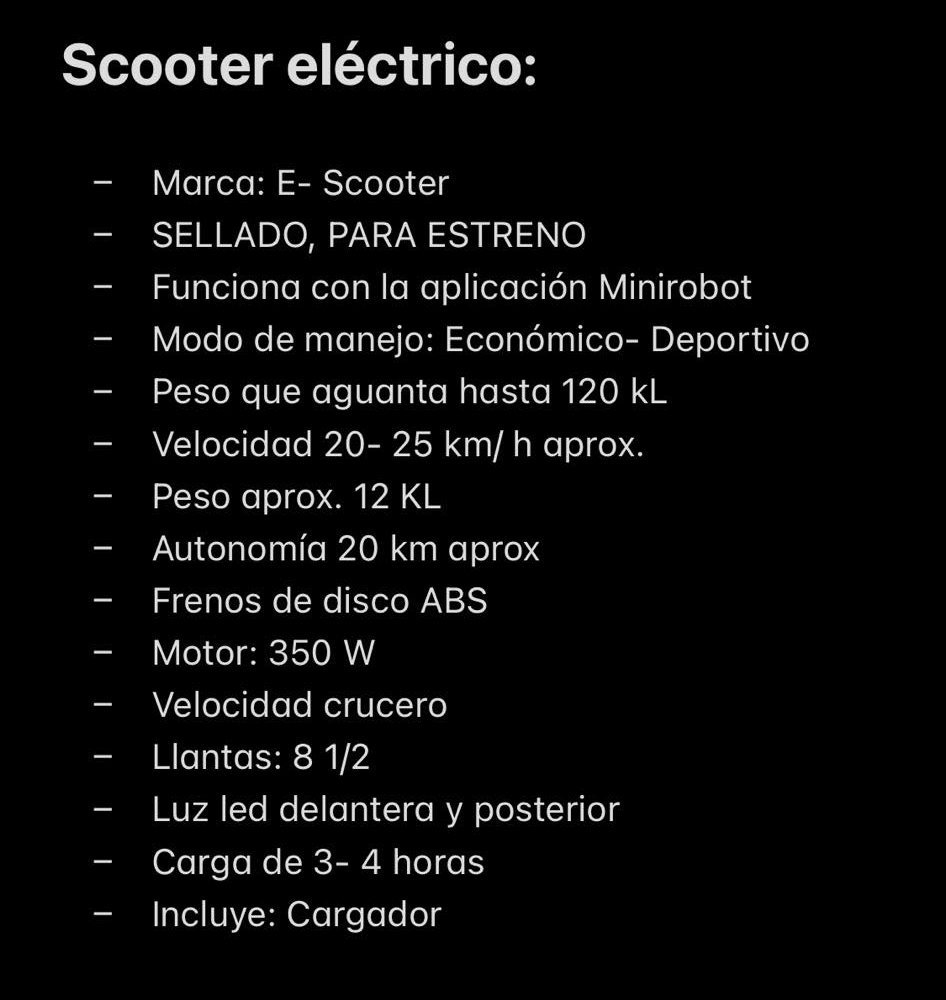 Scooter eléctrico:
– Marca: E- Scooter
– SELLADO, PARA ESTRENO
– Funciona con la aplicación Minirobot
– Modo de manejo: Económico- Deportivo
– Peso que aguanta hasta 120 kL
– Velocidad 20- 25 km/ h aprox.
– Peso aprox. 12 KL
– Autonomía 20 km aprox
– Frenos de disco ABS
– Motor: 350 W
– Velocidad crucero
– Llantas: 8 1/2
– Luz led delantera y posterior
– Carga de 3- 4 horas
– Incluye: Cargador